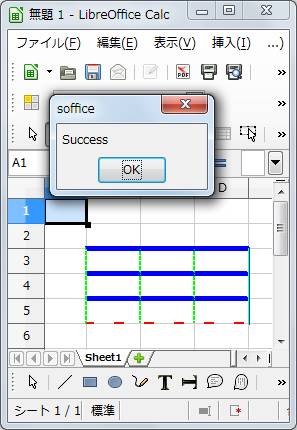 無題 1 - LibreOffice Calc
ファイル(F) 編集(E) 表示(V) 挿入(I) ...)
soffice
Success
OK
A1
D
1
2
3
4
5
6
Sheet1
シート 1 / 1 標準